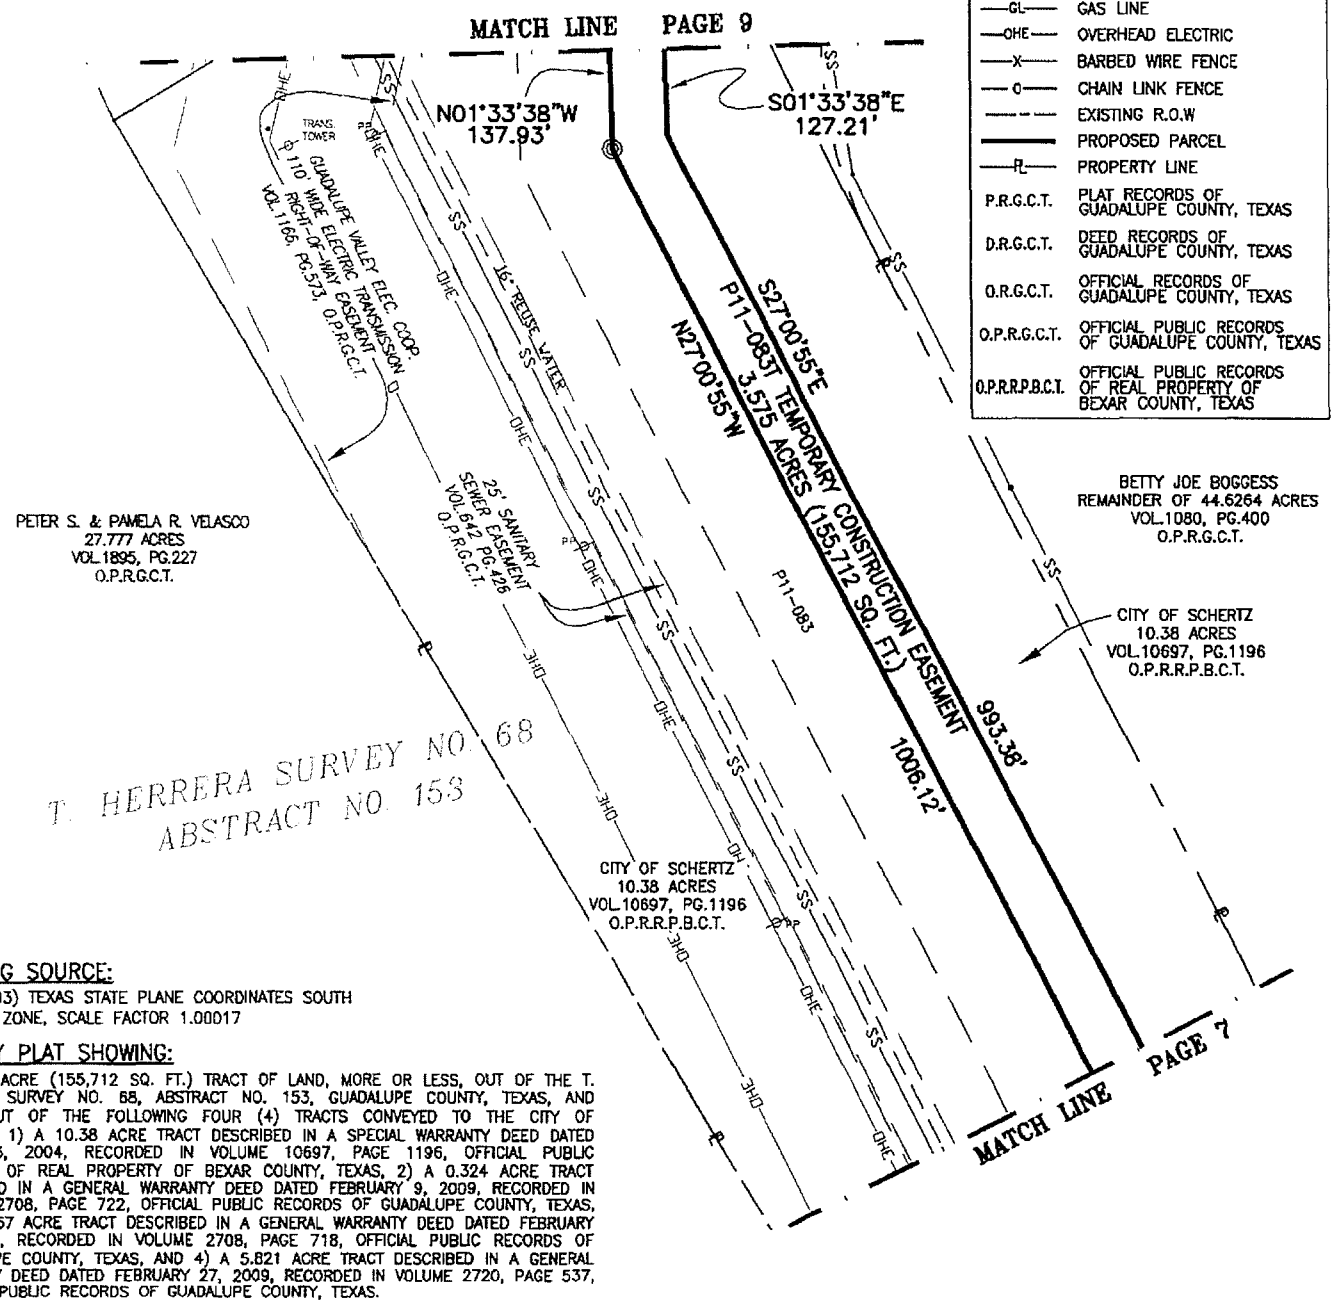 MATCH LINE PAGE 9
GL GAS LINE
OHE OVERHEAD ELECTRIC
X BARBED WIRE FENCE
O CHAIN LINK FENCE
EXISTING R.O.W
PROPOSED PARCEL
PL PROPERTY LINE
P.R.G.C.T. PLAT RECORDS OF
GUADALUPE COUNTY, TEXAS
D.R.G.C.T. DEED RECORDS OF
GUADALUPE COUNTY, TEXAS
O.R.G.C.T. OFFICIAL RECORDS OF
GUADALUPE COUNTY, TEXAS
O.P.R.G.C.T. OFFICIAL PUBLIC RECORDS
OF GUADALUPE COUNTY, TEXAS
O.P.R.R.P.B.C.T. OFFICIAL PUBLIC RECORDS
OF REAL PROPERTY OF
BEXAR COUNTY, TEXAS
N01°33'38"W
137.93'
S01°33'38"E
127.21'
TRANS.
TOWER
GUADALUPE VALLEY ELEC. COOP.
110' WIDE ELECTRIC TRANSMISSION
RIGHT-OF-WAY EASEMENT
VOL.1166, PG.573, O.P.R.G.C.T.
16" REUSE WATER
S27°00'55"E
P11-083T TEMPORARY CONSTRUCTION EASEMENT
3.575 ACRES (155,712 SQ. FT.)
N27°00'55"W
993.38'
1006.12'
P11-083
25' SANITARY
SEWER EASEMENT
VOL.642 PG.426
O.P.R.G.C.T.
PP
PETER S. & PAMELA R. VELASCO
27.777 ACRES
VOL.1895, PG.227
O.P.R.G.C.T.
BETTY JOE BOGGESS
REMAINDER OF 44.6264 ACRES
VOL.1080, PG.400
O.P.R.G.C.T.
CITY OF SCHERTZ
10.38 ACRES
VOL.10697, PG.1196
O.P.R.R.P.B.C.T.
T. HERRERA SURVEY NO. 68
ABSTRACT NO. 153
CITY OF SCHERTZ
10.38 ACRES
VOL.10697, PG.1196
O.P.R.R.P.B.C.T.
PP
MATCH LINE PAGE 7
G SOURCE:
3) TEXAS STATE PLANE COORDINATES SOUTH
ZONE, SCALE FACTOR 1.00017
Y PLAT SHOWING:
ACRE (155,712 SQ. FT.) TRACT OF LAND, MORE OR LESS, OUT OF THE T.
SURVEY NO. 68, ABSTRACT NO. 153, GUADALUPE COUNTY, TEXAS, AND
UT OF THE FOLLOWING FOUR (4) TRACTS CONVEYED TO THE CITY OF
1) A 10.38 ACRE TRACT DESCRIBED IN A SPECIAL WARRANTY DEED DATED
, 2004, RECORDED IN VOLUME 10697, PAGE 1196, OFFICIAL PUBLIC
OF REAL PROPERTY OF BEXAR COUNTY, TEXAS, 2) A 0.324 ACRE TRACT
D IN A GENERAL WARRANTY DEED DATED FEBRUARY 9, 2009, RECORDED IN
2708, PAGE 722, OFFICIAL PUBLIC RECORDS OF GUADALUPE COUNTY, TEXAS,
57 ACRE TRACT DESCRIBED IN A GENERAL WARRANTY DEED DATED FEBRUARY
, RECORDED IN VOLUME 2708, PAGE 718, OFFICIAL PUBLIC RECORDS OF
PE COUNTY, TEXAS, AND 4) A 5.821 ACRE TRACT DESCRIBED IN A GENERAL
Y DEED DATED FEBRUARY 27, 2009, RECORDED IN VOLUME 2720, PAGE 537,
PUBLIC RECORDS OF GUADALUPE COUNTY, TEXAS.